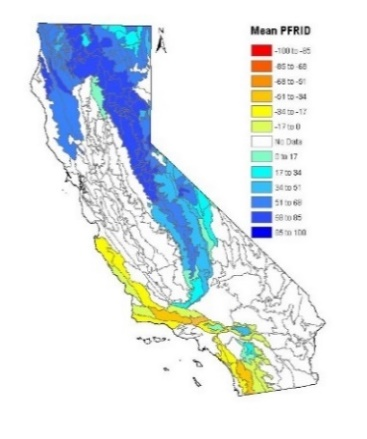 N
Mean PFRID
-100 to -85
-85 to -68
-68 to -51
-51 to -34
-34 to -17
-17 to 0
No Data
0 to 17
17 to 34
34 to 51
51 to 68
68 to 85
85 to 100